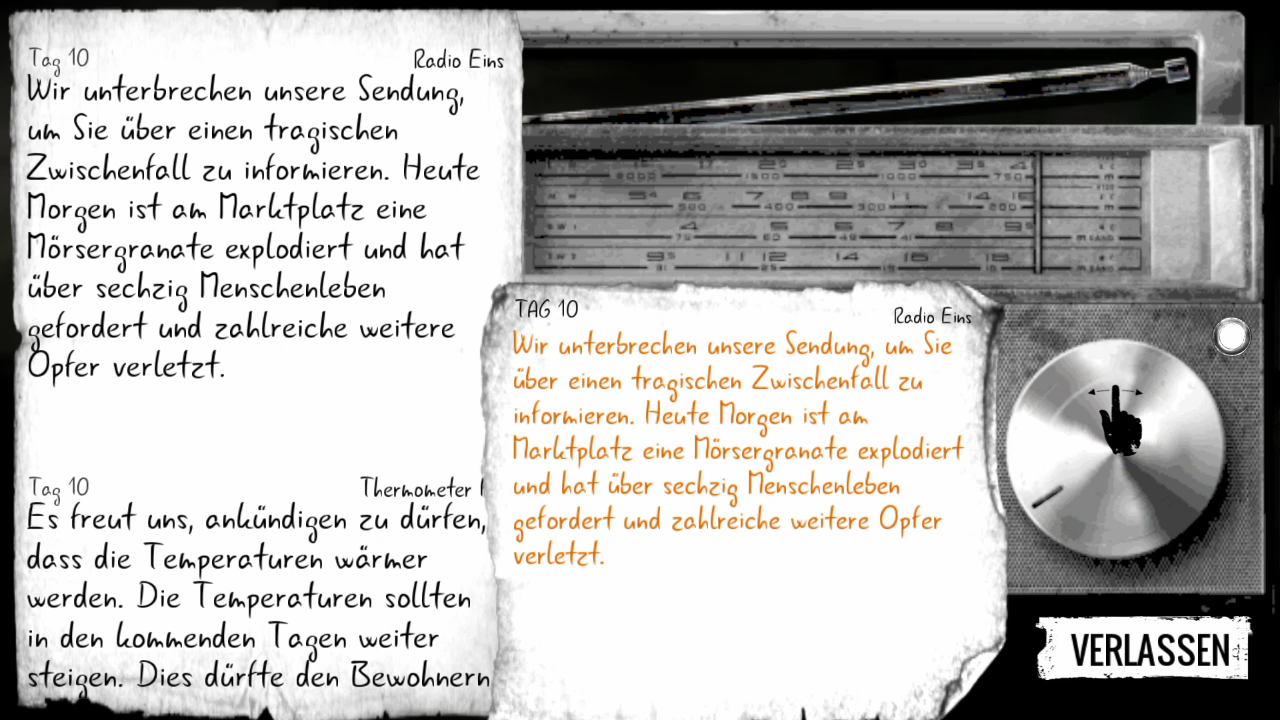 Tag 10 Radio Eins
Wir unterbrechen unsere Sendung,
um Sie über einen tragischen
Zwischenfall zu informieren. Heute
Morgen ist am Marktplatz eine
Mörsergranate explodiert und hat
über sechzig Menschenleben
gefordert und zahlreiche weitere
Opfer verletzt.
Tag 10 Thermometer
Es freut uns, ankündigen zu dürfen,
dass die Temperaturen wärmer
werden. Die Temperaturen sollten
in den kommenden Tagen weiter
steigen. Dies dürfte den Bewohnern
TAG 10 Radio Eins
Wir unterbrechen unsere Sendung, um Sie
über einen tragischen Zwischenfall zu
informieren. Heute Morgen ist am
Marktplatz eine Mörsergranate explodiert
und hat über sechzig Menschenleben
gefordert und zahlreiche weitere Opfer
verletzt.
VERLASSEN